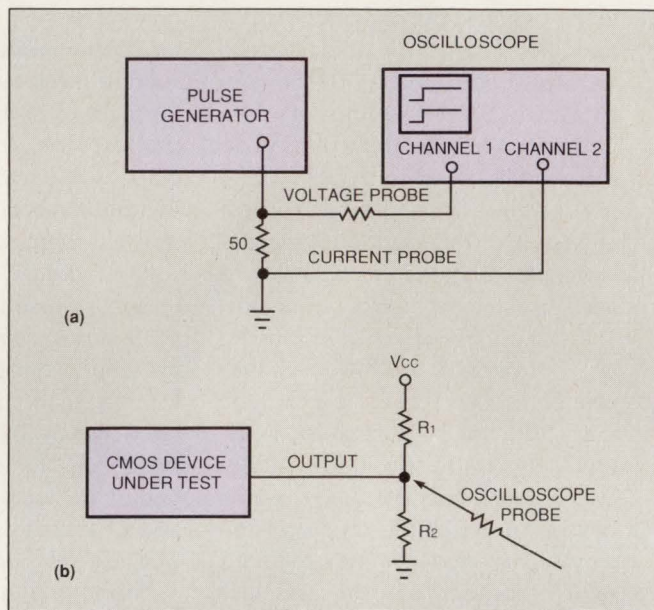 OSCILLOSCOPE
PULSE
GENERATOR
CHANNEL 1 CHANNEL 2
VOLTAGE PROBE
50
CURRENT PROBE
(a)
VCC
R1
CMOS DEVICE
UNDER TEST
OUTPUT
OSCILLOSCOPE
PROBE
R2
(b)